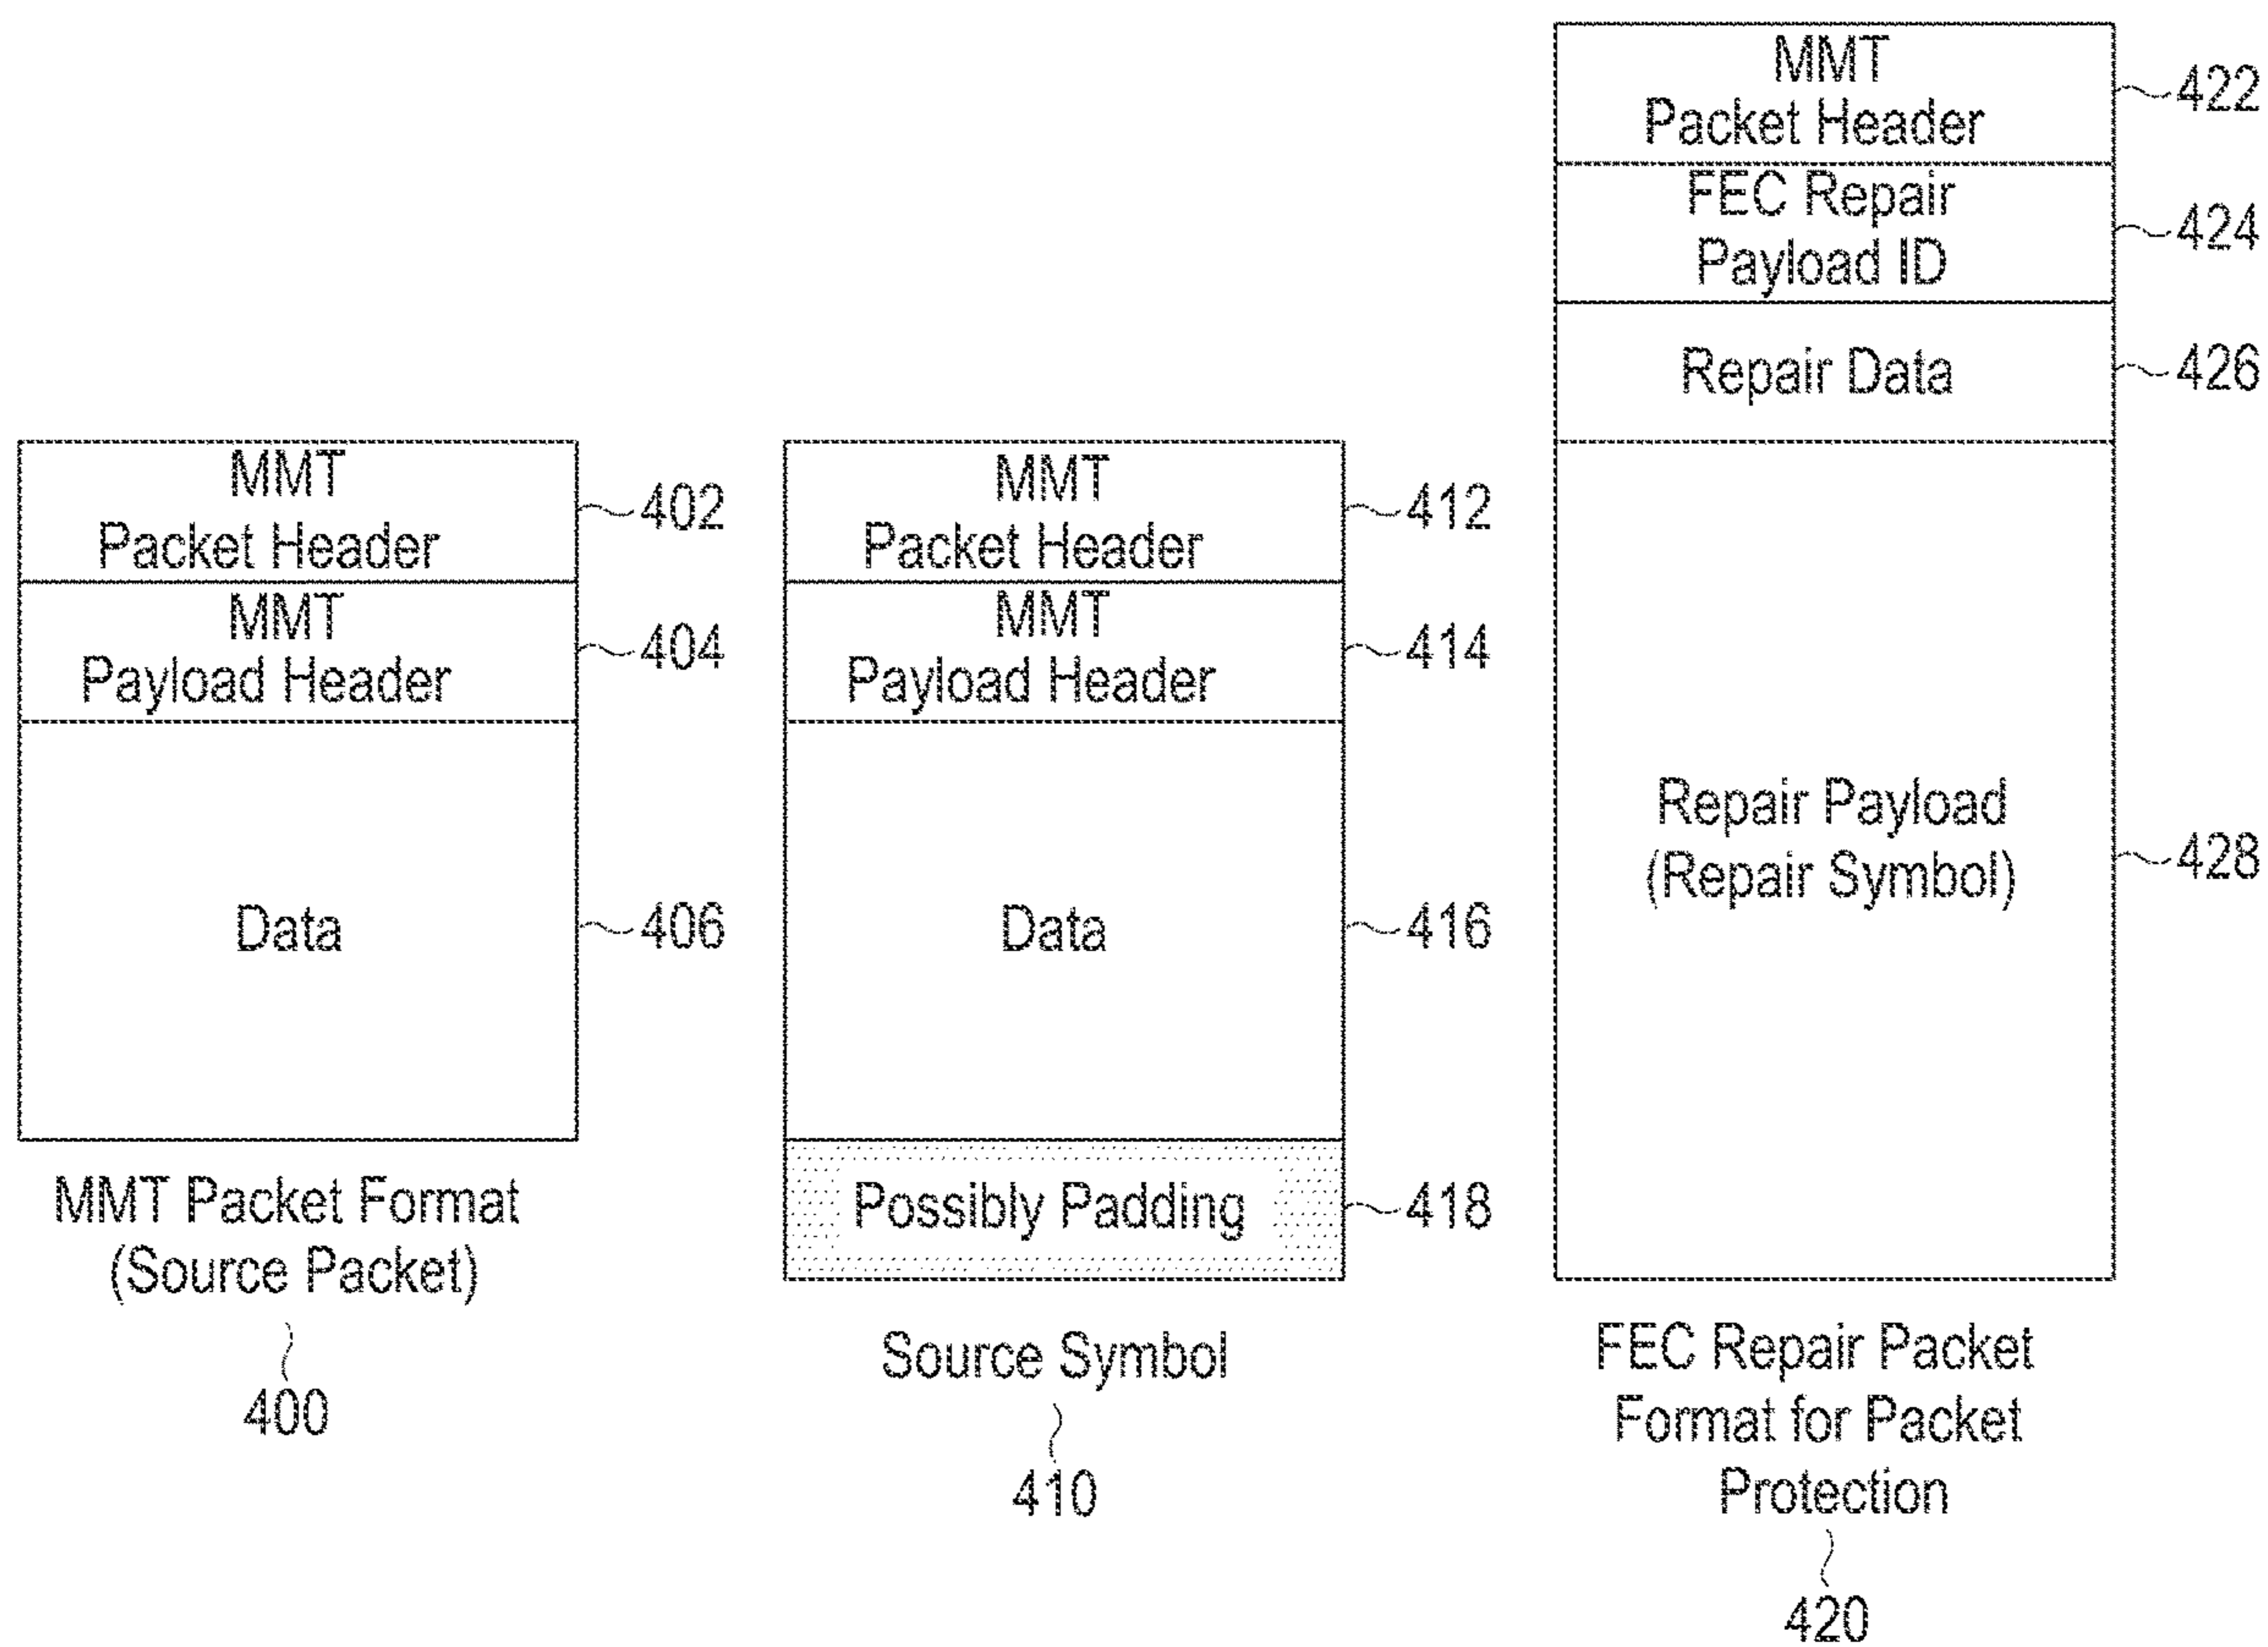 MMT
Packet Header
402
MMT
Payload Header
404
Data
406
MMT Packet Format
(Source Packet)
400
MMT
Packet Header
412
MMT
Payload Header
414
Data
416
Possibly Padding
418
Source Symbol
410
MMT
Packet Header
422
FEC Repair
Payload ID
424
Repair Data
426
Repair Payload
(Repair Symbol)
428
FEC Repair Packet
Format for Packet
Protection
420